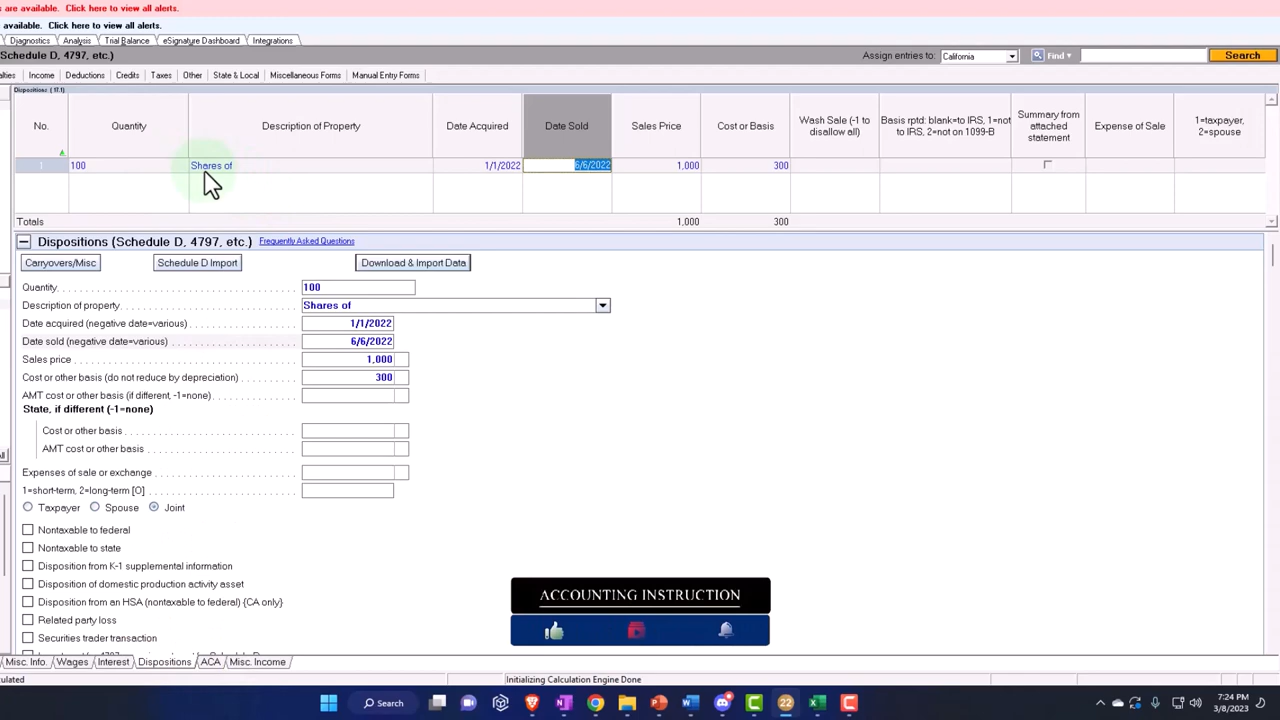 s are available. Click here to view all alerts.
available. Click here to view all alerts.
Diagnostics Analysis Trial Balance eSignature Dashboard Integrations
(Schedule D, 4797, etc.) Assign entries to: California Find Search
alties Income Deductions Credits Taxes Other State & Local Miscellaneous Forms Manual Entry Forms
Dispositions (17.1)
No. Quantity Description of Property Date Acquired Date Sold Sales Price Cost or Basis Wash Sale (-1 to disallow all) Basis rptd: blank=to IRS, 1=not to IRS, 2=not on 1099-B Summary from attached statement Expense of Sale 1=taxpayer, 2=spouse
1 100 Shares of 1/1/2022 6/6/2022 1,000 300
Totals 1,000 300
Dispositions (Schedule D, 4797, etc.) Frequently Asked Questions
Carryovers/Misc Schedule D Import Download & Import Data
Quantity 100
Description of property Shares of
Date acquired (negative date=various) 1/1/2022
Date sold (negative date=various) 6/6/2022
Sales price 1,000
Cost or other basis (do not reduce by depreciation) 300
AMT cost or other basis (if different, -1=none)
State, if different (-1=none)
Cost or other basis
AMT cost or other basis
Expenses of sale or exchange
1=short-term, 2=long-term [O]
Taxpayer Spouse Joint
Nontaxable to federal
Nontaxable to state
Disposition from K-1 supplemental information
Disposition of domestic production activity asset
Disposition from an HSA (nontaxable to federal) {CA only}
Related party loss
Securities trader transaction
ACCOUNTING INSTRUCTION
Misc. Info. Wages Interest Dispositions ACA Misc. Income
culated Initializing Calculation Engine Done
Search
22
7:24 PM
3/8/2023